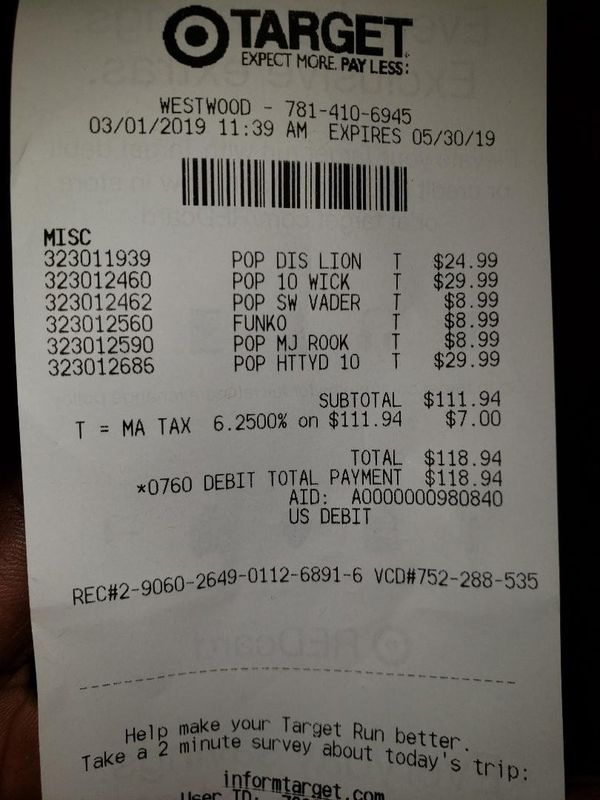 TARGET
EXPECT MORE. PAY LESS:
WESTWOOD - 781-410-6945
03/01/2019 11:39 AM EXPIRES 05/30/19
MISC
323011939 POP DIS LION T $24.99
323012460 POP 10 WICK T $29.99
323012462 POP SW VADER T $8.99
323012560 FUNKO T $8.99
323012590 POP MJ ROOK T $8.99
323012686 POP HTTYD 10 T $29.99
SUBTOTAL $111.94
T = MA TAX 6.2500% on $111.94 $7.00
TOTAL $118.94
*0760 DEBIT TOTAL PAYMENT $118.94
AID: A0000000980840
US DEBIT
REC#2-9060-2649-0112-6891-6 VCD#752-288-535
Help make your Target Run better.
Take a 2 minute survey about today's trip:
informtarget.com
User ID: